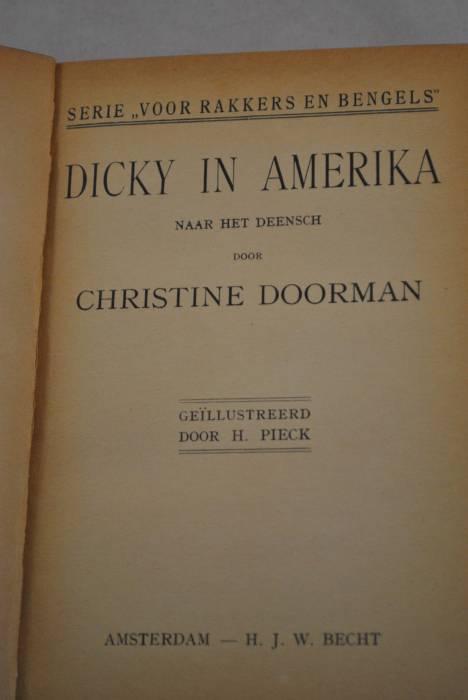 SERIE „VOOR RAKKERS EN BENGELS"
DICKY IN AMERIKA
NAAR HET DEENSCH
DOOR
CHRISTINE DOORMAN
GEÏLLUSTREERD
DOOR H. PIECK
AMSTERDAM — H. J. W. BECHT